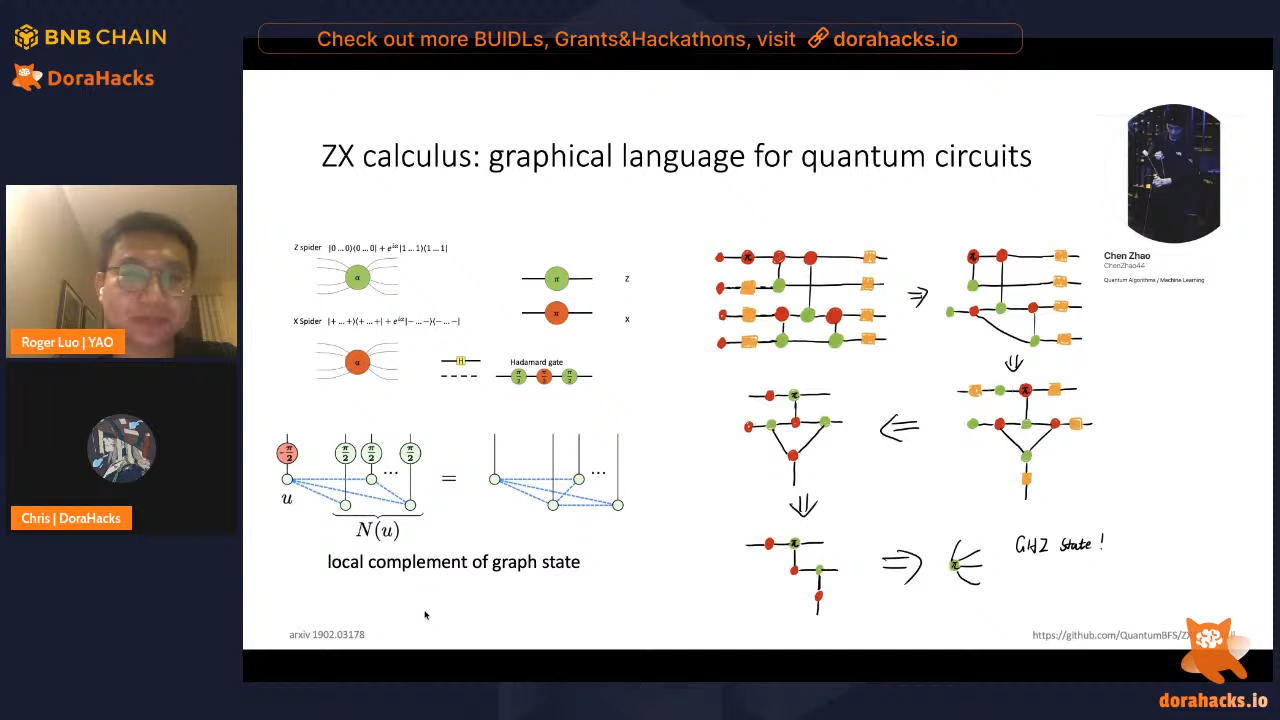 BNB CHAIN
DoraHacks
Check out more BUIDLs, Grants&Hackathons, visit dorahacks.io
ZX calculus: graphical language for quantum circuits
Z spider |0 … 0⟩⟨0 … 0| + e^{iα}|1 … 1⟩⟨1 … 1|
α
π Z
π X
X Spider |+ … +⟩⟨+ … +| + e^{iα}|− … −⟩⟨− … −|
α
H
Hadamard gate
π/2 π/2 π/2
-π/2 π/2 π/2 π/2
…
=
…
u
N(u)
local complement of graph state
π
⇒
π
⇓
π
⇐
π
⇓
π
⇒
π
GHZ state!
Chen Zhao
ChenZhao44
Quantum Algorithms / Machine Learning
Roger Luo | YAO
Chris | DoraHacks
arxiv 1902.03178
https://github.com/QuantumBFS/ZX
dorahacks.io